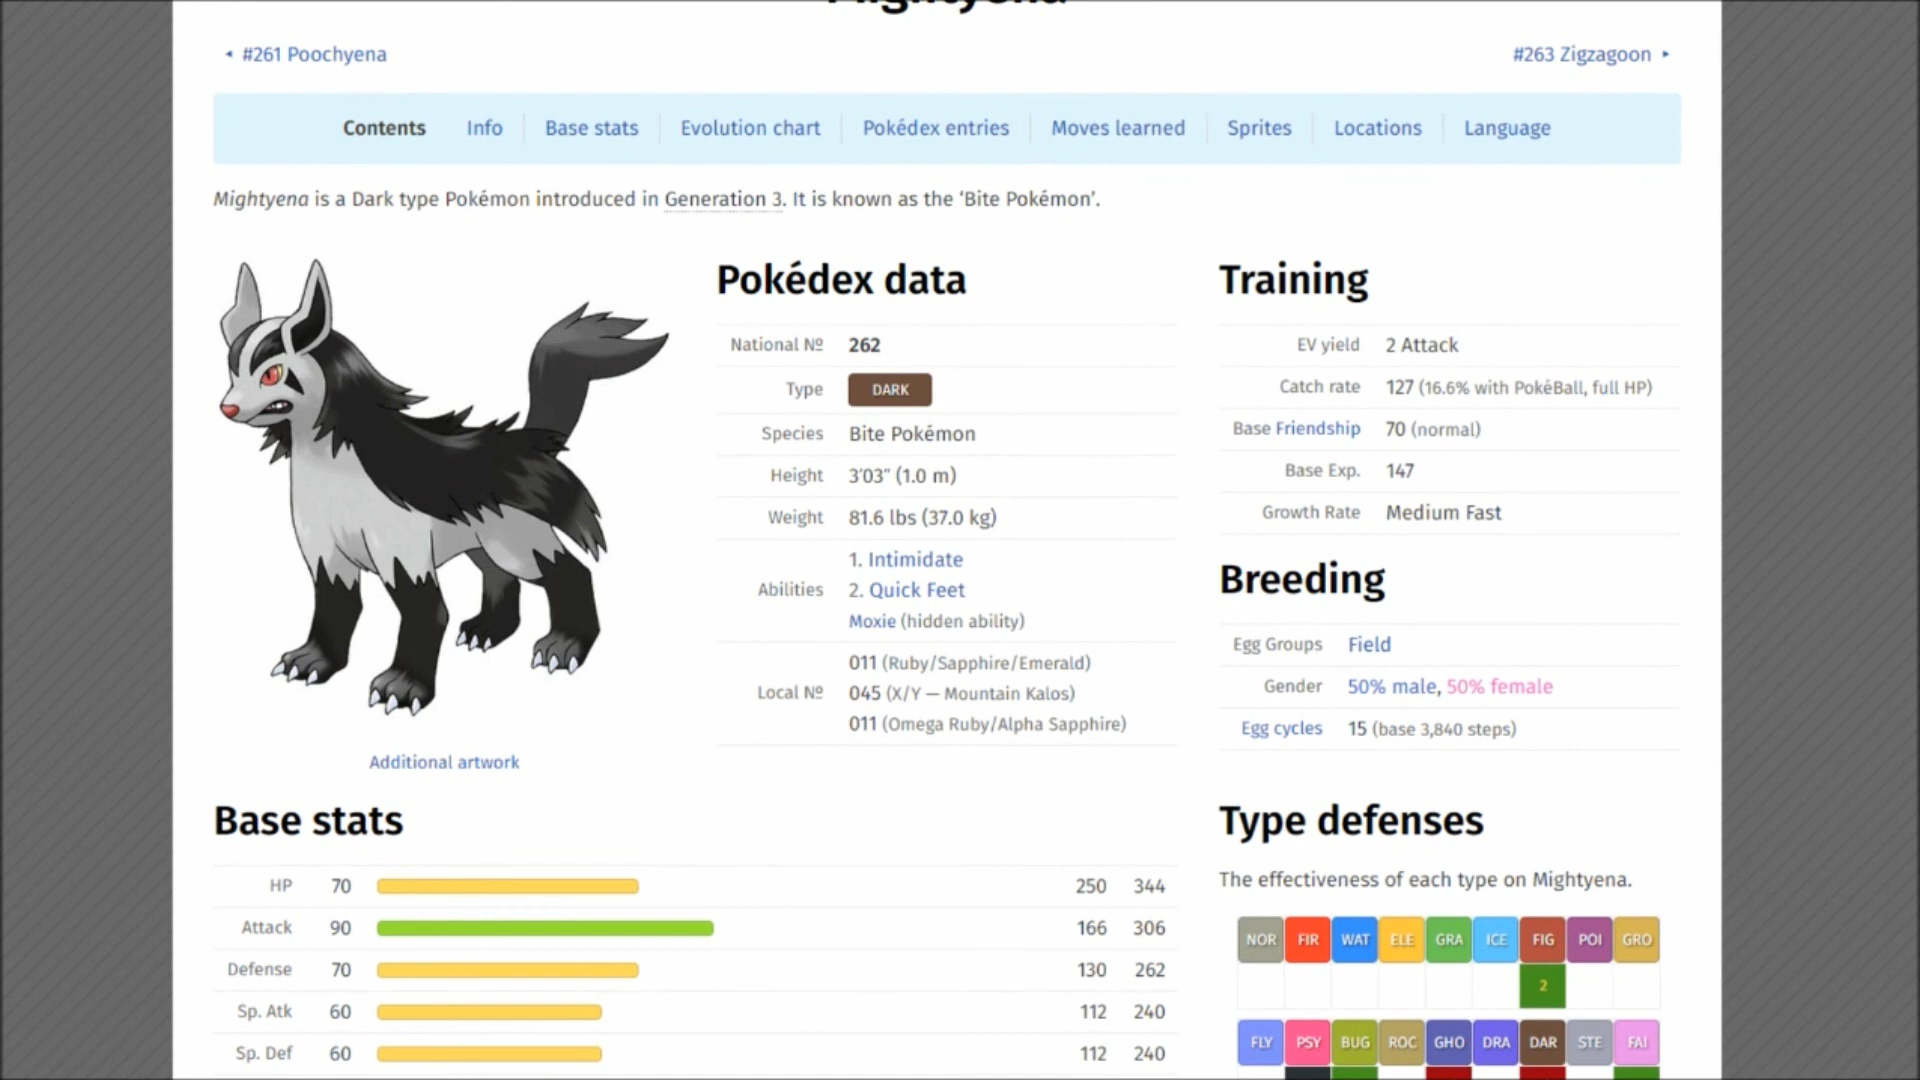 Mightyena
◂ #261 Poochyena
#263 Zigzagoon ▸
Contents Info Base stats Evolution chart Pokédex entries Moves learned Sprites Locations Language
Mightyena is a Dark type Pokémon introduced in Generation 3. It is known as the ‘Bite Pokémon’.
Additional artwork
Pokédex data
National № 262
Type DARK
Species Bite Pokémon
Height 3′03″ (1.0 m)
Weight 81.6 lbs (37.0 kg)
Abilities 1. Intimidate
2. Quick Feet
Moxie (hidden ability)
Local № 011 (Ruby/Sapphire/Emerald)
045 (X/Y — Mountain Kalos)
011 (Omega Ruby/Alpha Sapphire)
Training
EV yield 2 Attack
Catch rate 127 (16.6% with PokéBall, full HP)
Base Friendship 70 (normal)
Base Exp. 147
Growth Rate Medium Fast
Breeding
Egg Groups Field
Gender 50% male, 50% female
Egg cycles 15 (base 3,840 steps)
Base stats
HP 70 250 344
Attack 90 166 306
Defense 70 130 262
Sp. Atk 60 112 240
Sp. Def 60 112 240
Type defenses
The effectiveness of each type on Mightyena.
NOR FIR WAT ELE GRA ICE FIG POI GRO
2
FLY PSY BUG ROC GHO DRA DAR STE FAI